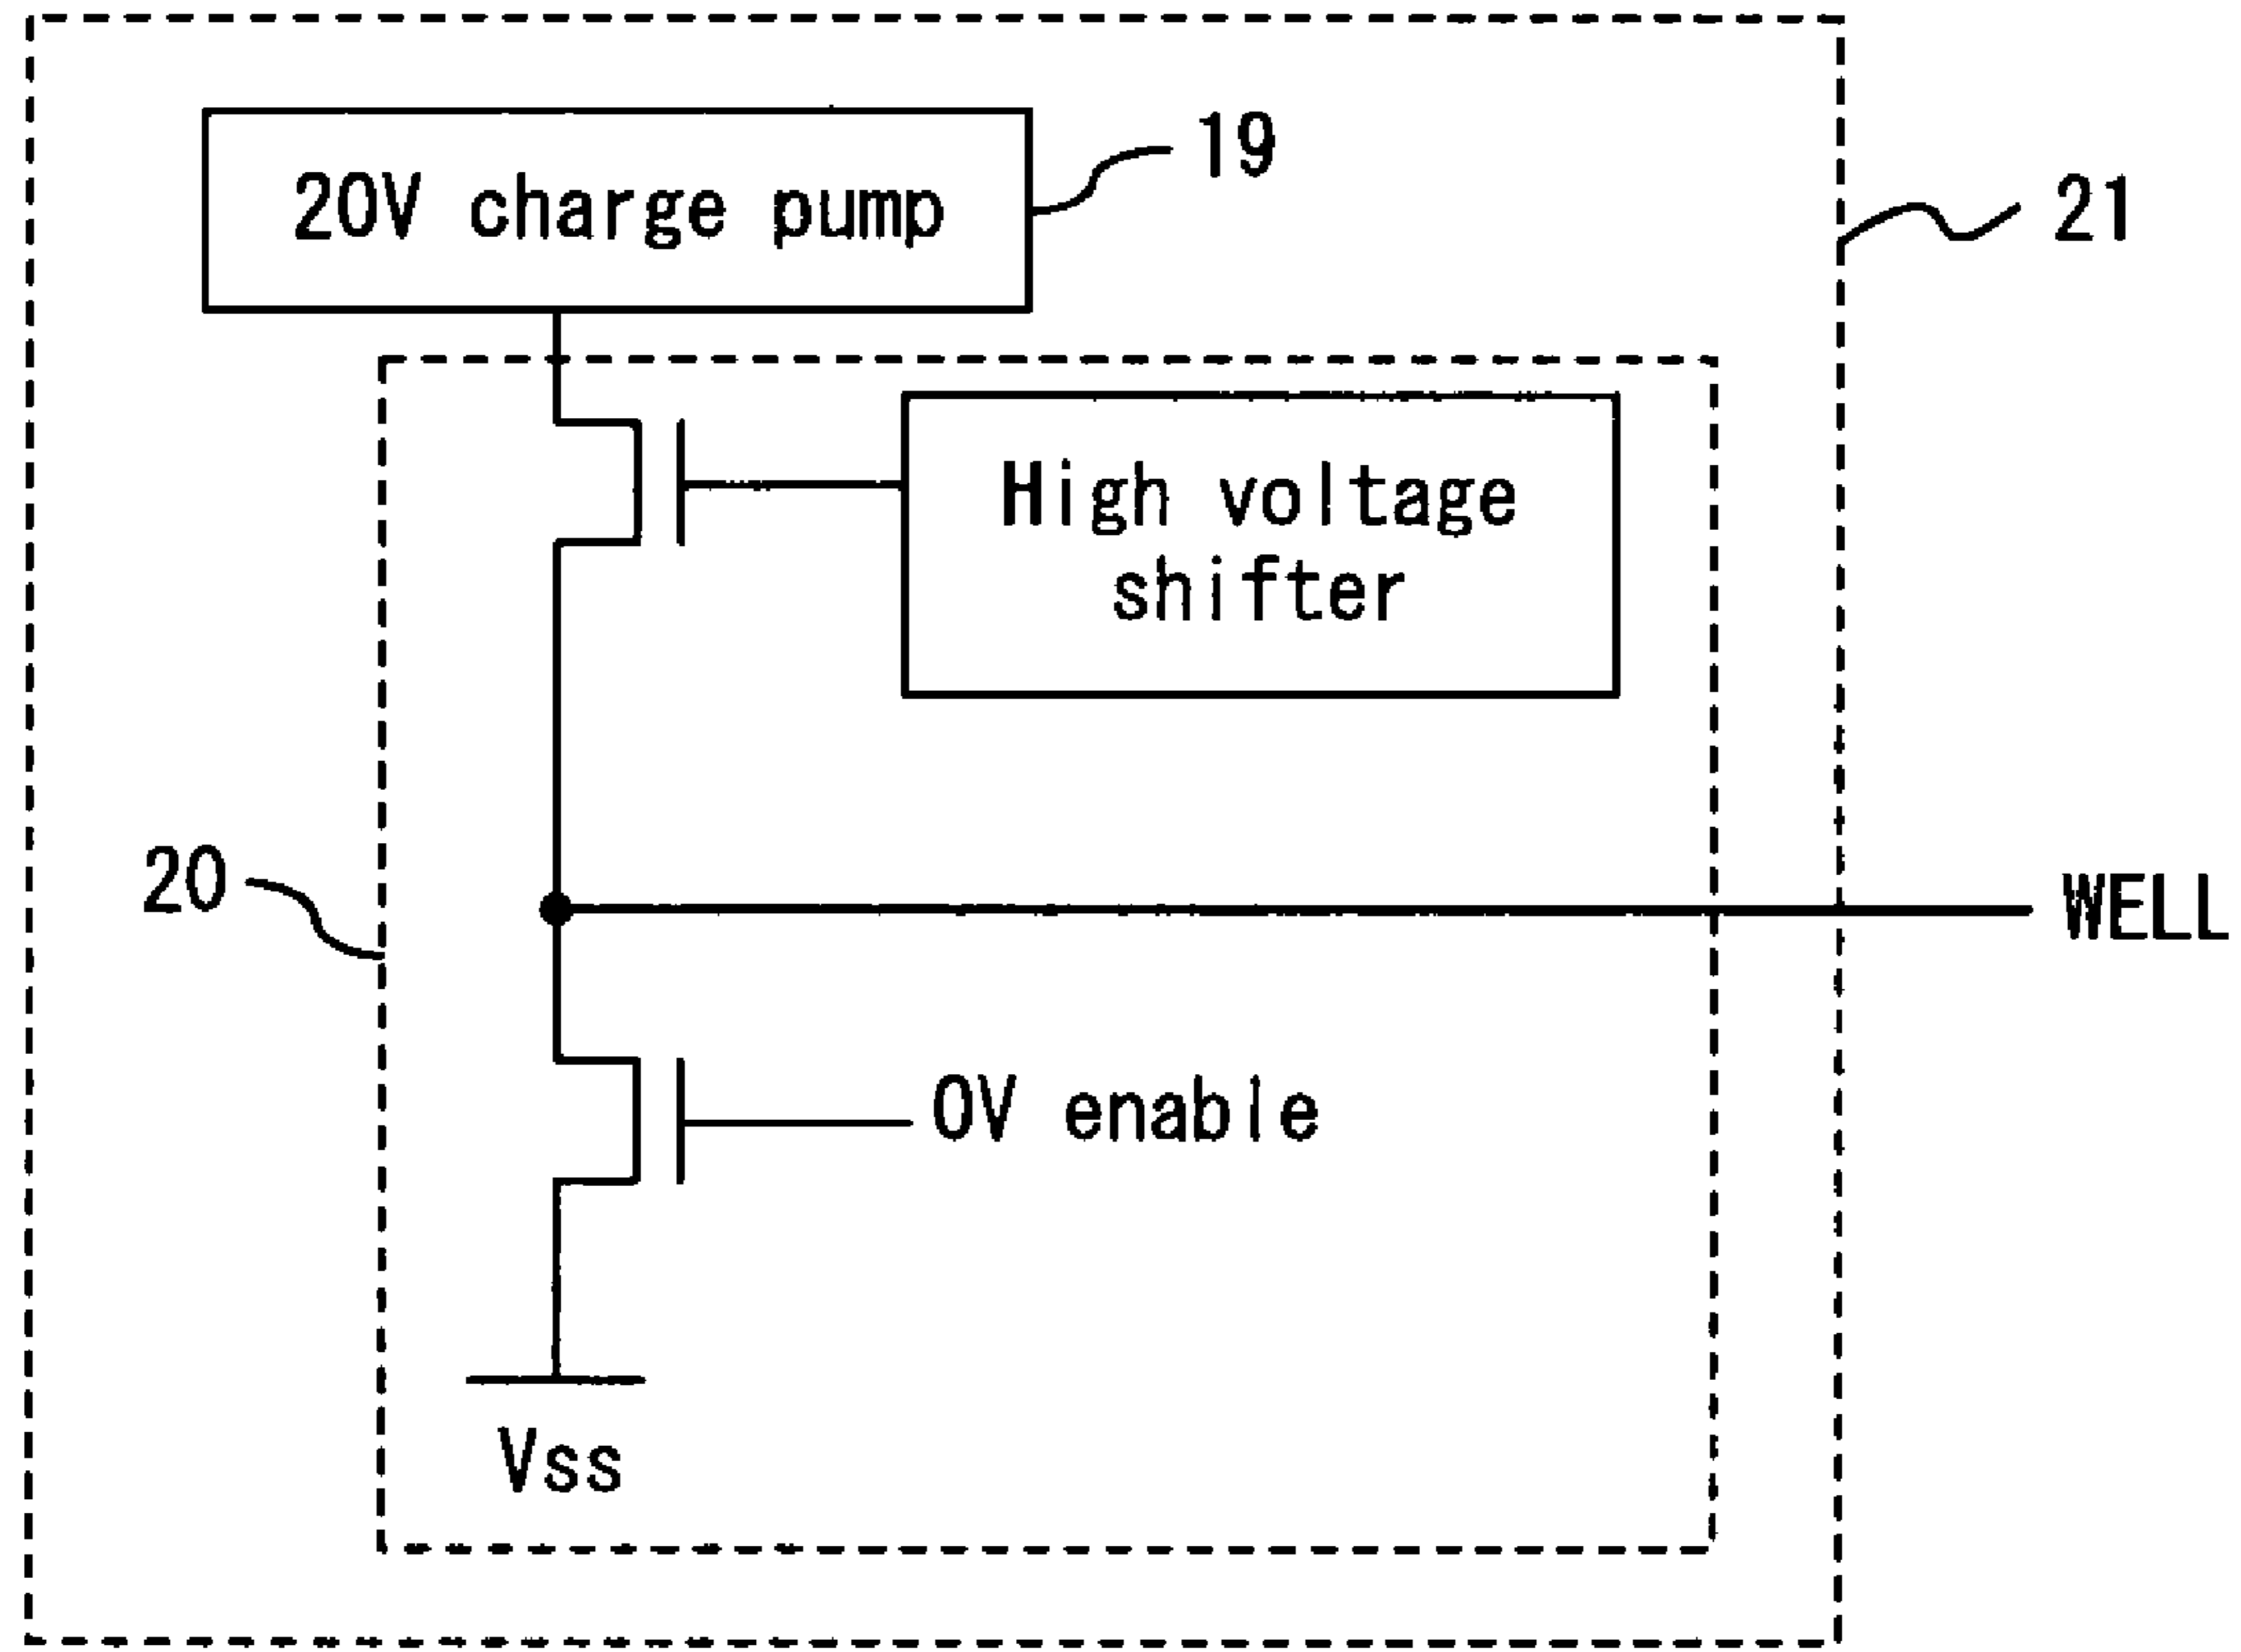 20V charge pump
19
21
High voltage
shifter
20
WELL
0V enable
Vss